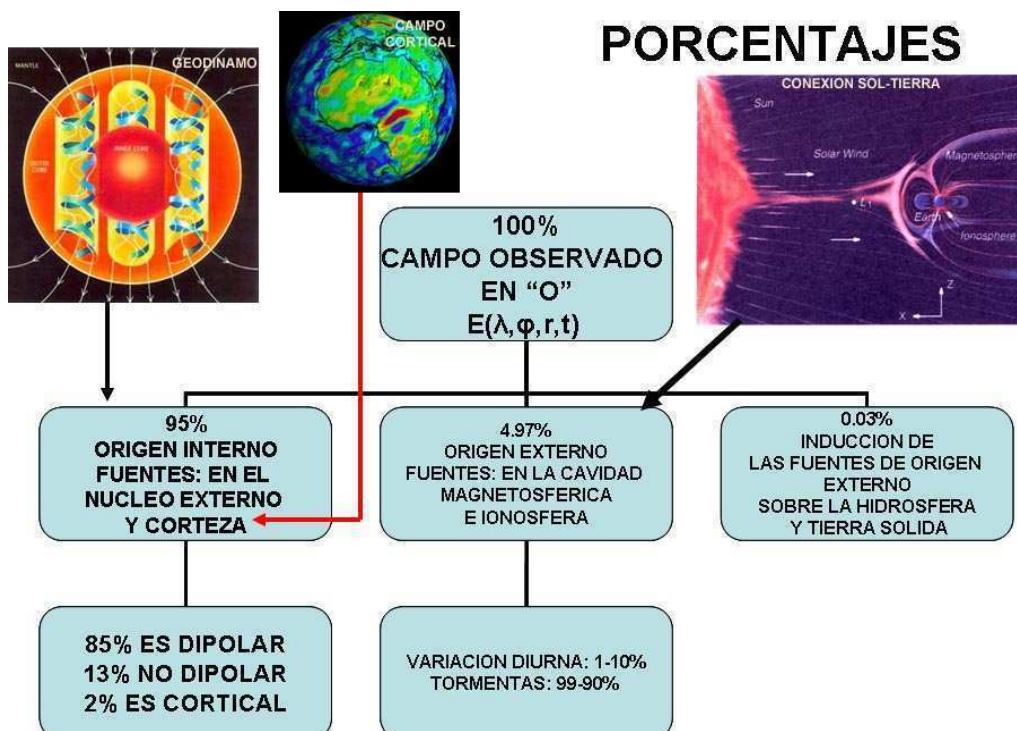 PORCENTAJES
GEODINAMO
MANTLE
INNER CORE
OUTER
CORE
CAMPO
CORTICAL
CONEXION SOL-TIERRA
Sun
Solar Wind
Magnetosphere
L1
Earth
Ionosphere
Z
X
100%
CAMPO OBSERVADO
EN “O”
E(λ,φ,r,t)
95%
ORIGEN INTERNO
FUENTES: EN EL
NUCLEO EXTERNO
Y CORTEZA
4.97%
ORIGEN EXTERNO
FUENTES: EN LA CAVIDAD
MAGNETOSFERICA
E IONOSFERA
0.03%
INDUCCION DE
LAS FUENTES DE ORIGEN
EXTERNO
SOBRE LA HIDROSFERA
Y TIERRA SOLIDA
85% ES DIPOLAR
13% NO DIPOLAR
2% ES CORTICAL
VARIACION DIURNA: 1-10%
TORMENTAS: 99-90%